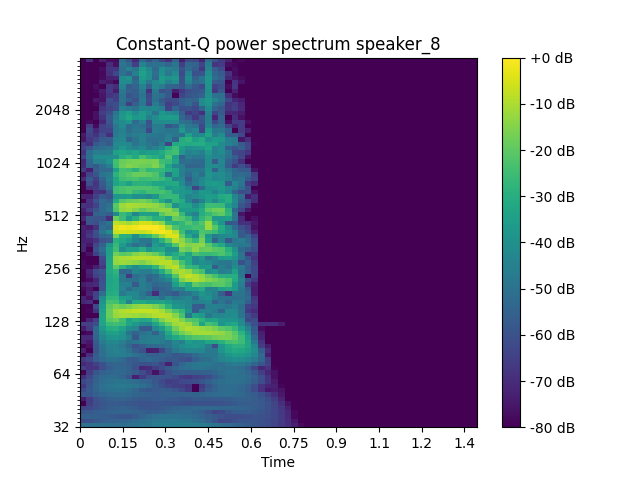 Constant-Q power spectrum speaker_8
+0 dB
2048
-10 dB
1024
-20 dB
512
-30 dB
Hz
-40 dB
256
-50 dB
128
-60 dB
64
-70 dB
32
-80 dB
0 0.15 0.3 0.45 0.6 0.75 0.9 1.1 1.2 1.4
Time